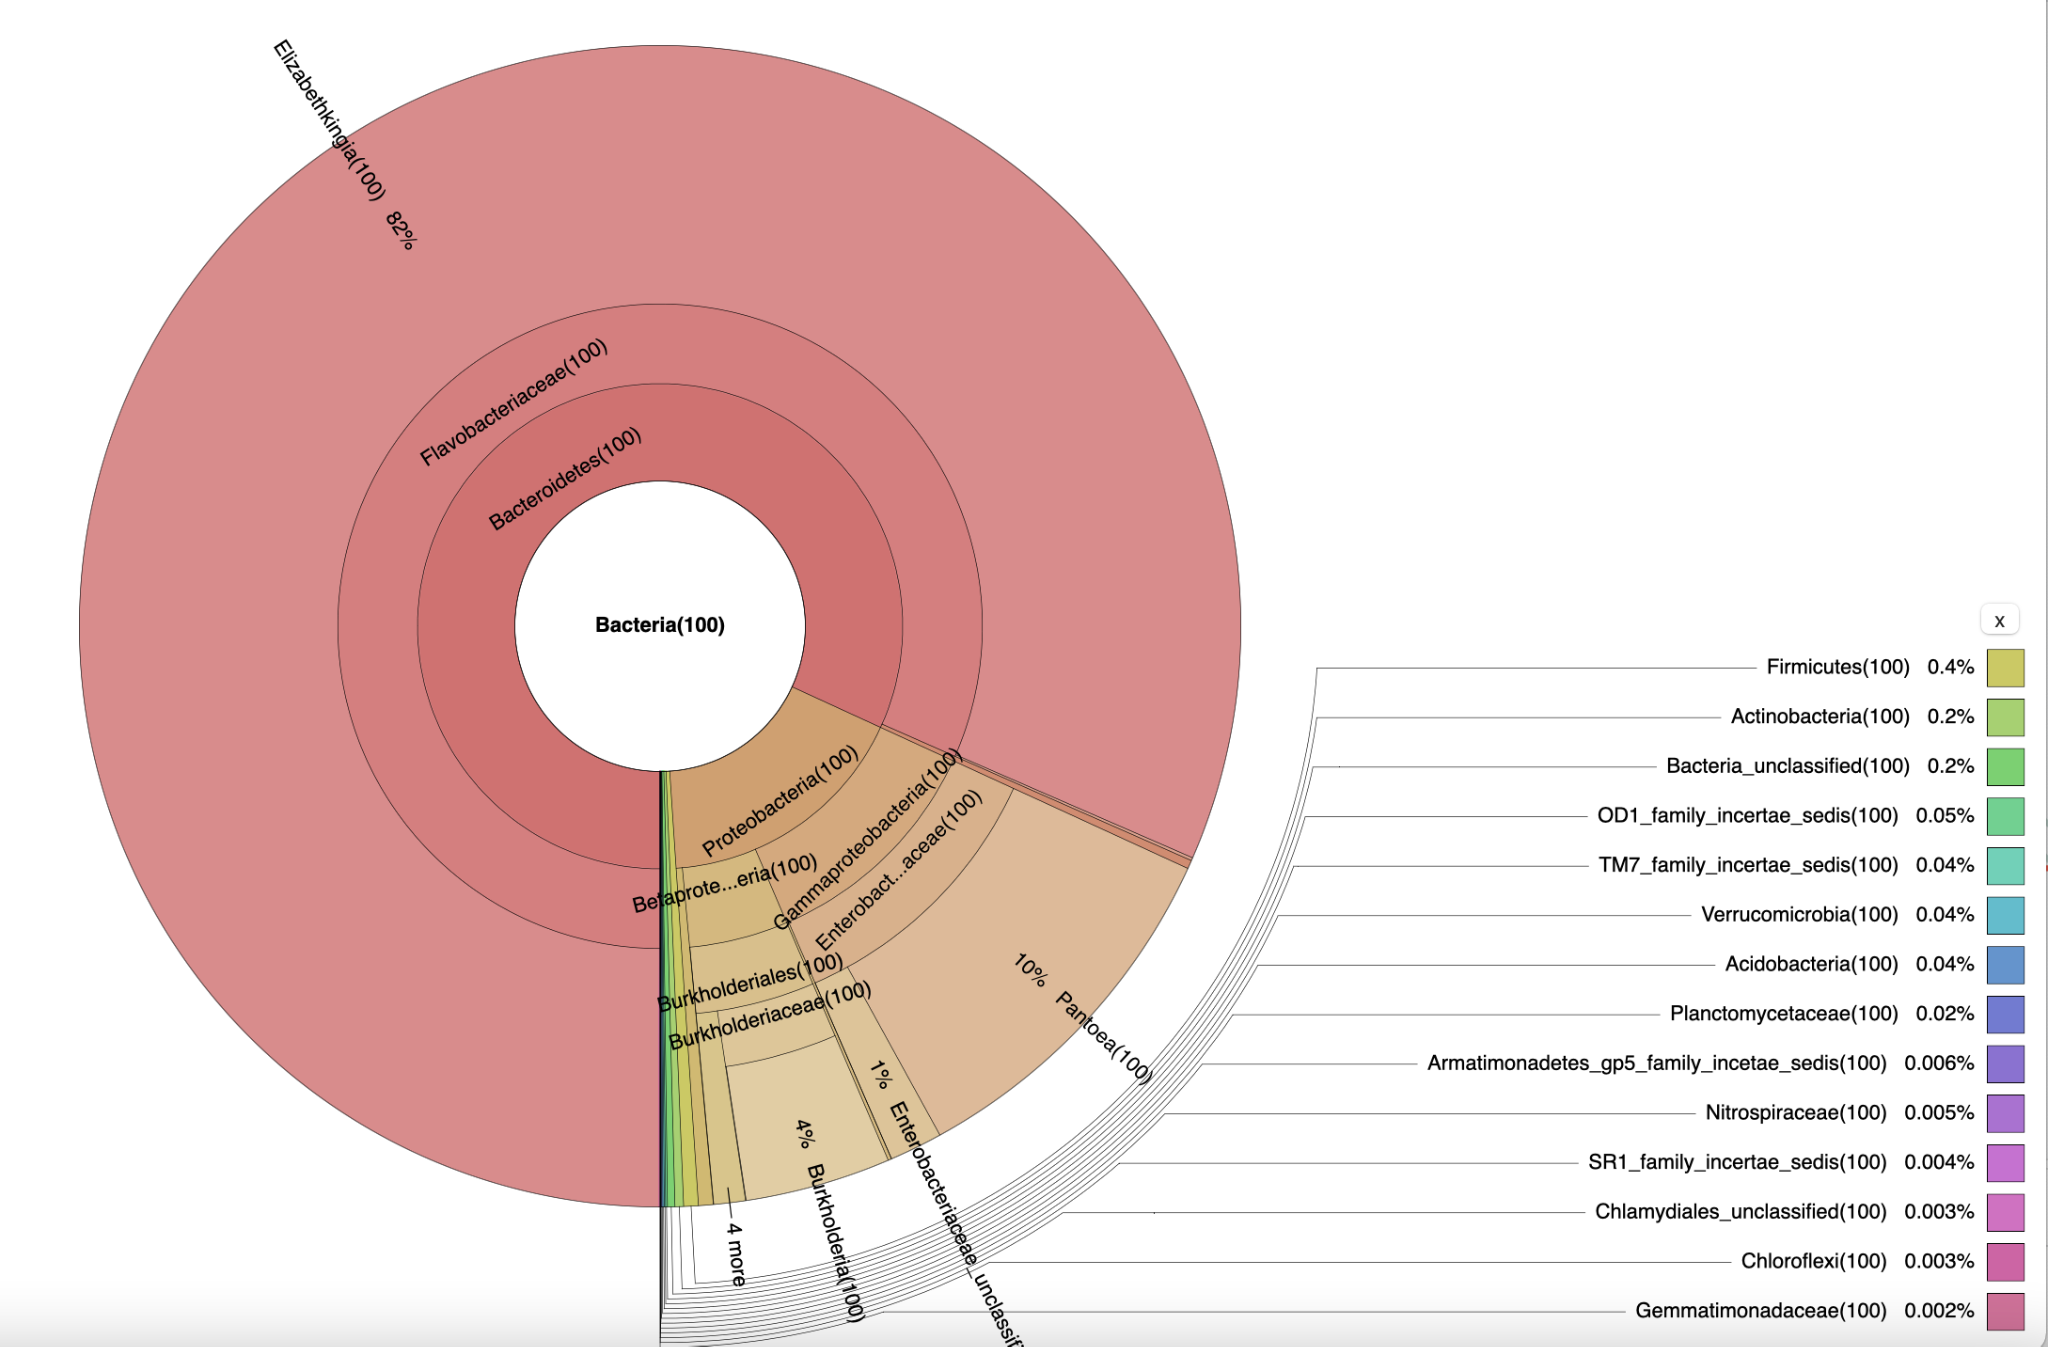 Elizabethkingia(100) 82%
Flavobacteriaceae(100)
Bacteroidetes(100)
Bacteria(100)
Proteobacteria(100)
Gammaproteobacteria(100)
Betaprote...eria(100)
Enterobact...aceae(100)
Burkholderiales(100)
Burkholderiaceae(100)
10% Pantoea(100)
1% Enterobacteriaceae_unclassif
4% Burkholderia(100)
4 more
x
Firmicutes(100) 0.4%
Actinobacteria(100) 0.2%
Bacteria_unclassified(100) 0.2%
OD1_family_incertae_sedis(100) 0.05%
TM7_family_incertae_sedis(100) 0.04%
Verrucomicrobia(100) 0.04%
Acidobacteria(100) 0.04%
Planctomycetaceae(100) 0.02%
Armatimonadetes_gp5_family_incetae_sedis(100) 0.006%
Nitrospiraceae(100) 0.005%
SR1_family_incertae_sedis(100) 0.004%
Chlamydiales_unclassified(100) 0.003%
Chloroflexi(100) 0.003%
Gemmatimonadaceae(100) 0.002%